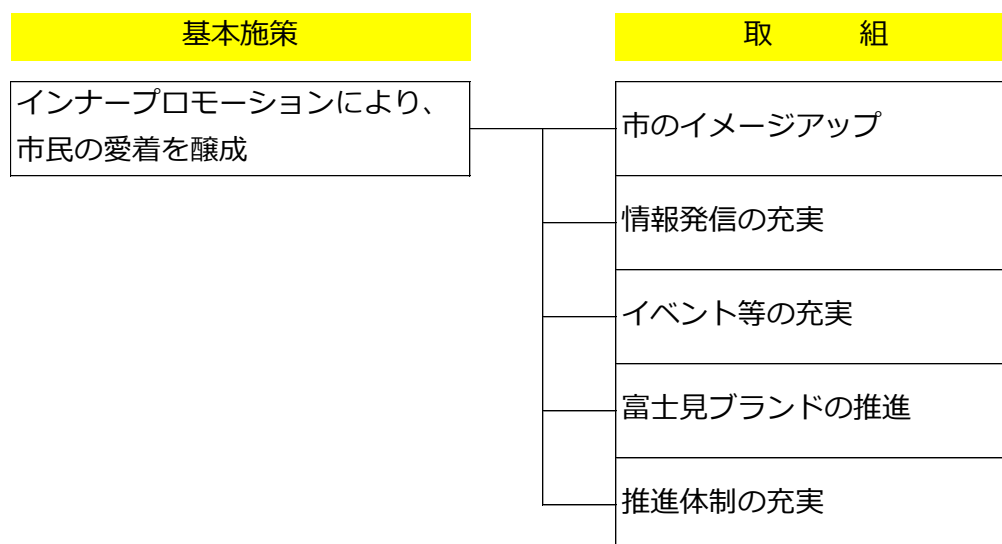 基本施策
取　　　組
インナープロモーションにより、
市民の愛着を醸成
市のイメージアップ
情報発信の充実
イベント等の充実
富士見ブランドの推進
推進体制の充実